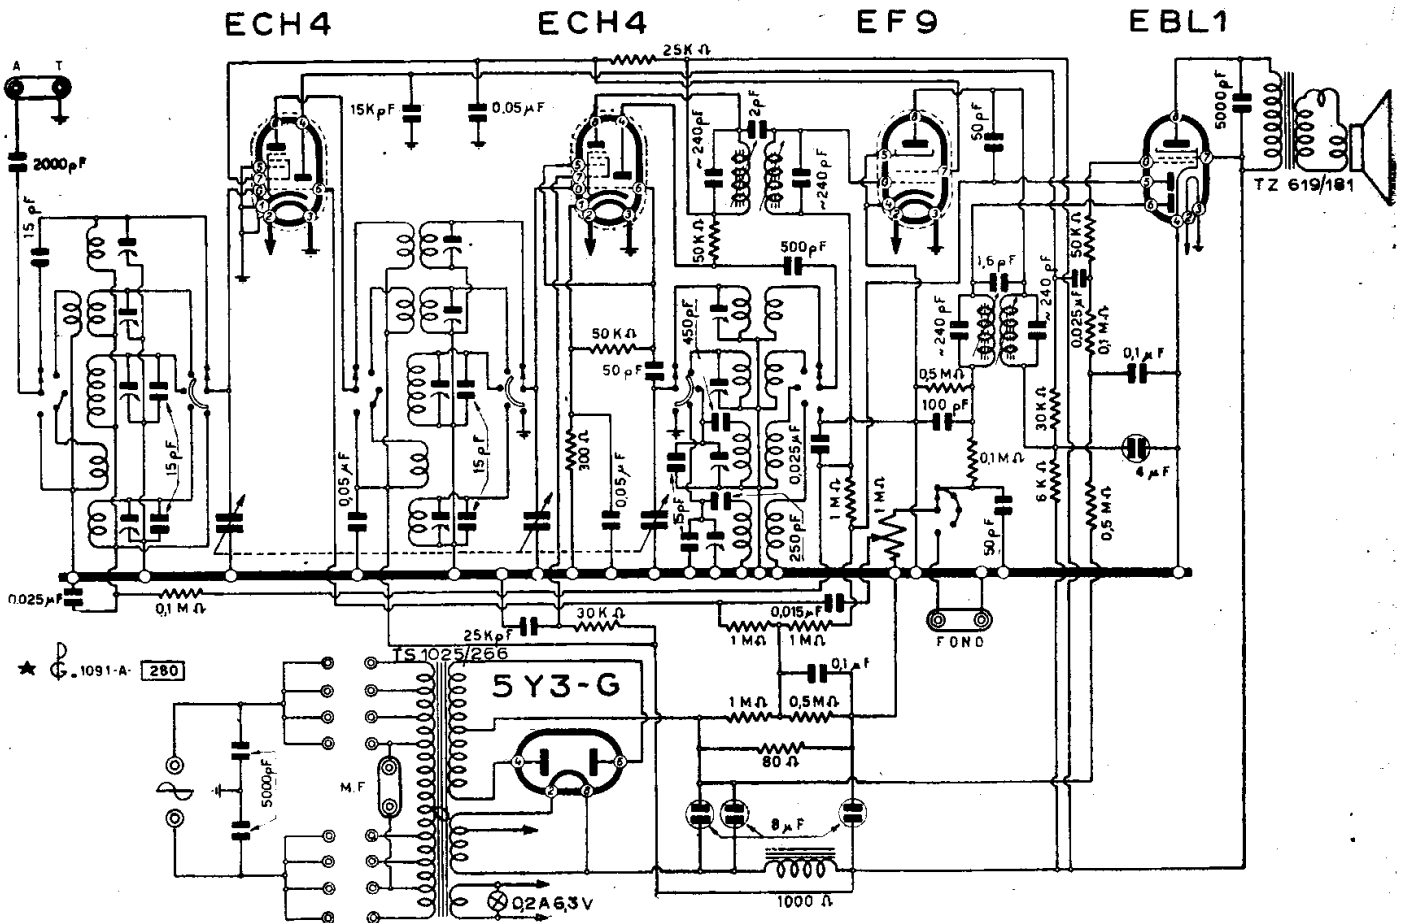 ECH4 ECH4 EF9 EBL1
A T
25KΩ
15KpF
0,05µF
2000pF
15pF
~240pF
2pF
~240pF
50pF
5000pF
TZ 619/181
50KΩ
500pF
50KΩ
1,6pF
~240pF
~240pF
0.025µF
0,1MΩ
50KΩ
50pF
450pF
0,5MΩ
100pF
0,1µF
30KΩ
4µF
15pF
0,05µF
15pF
300Ω
0,05µF
15pF
0,025µF
250pF
1MΩ
1MΩ
0,1MΩ
50pF
6KΩ
0,5MΩ
0.025µF
0,1MΩ
25KpF
30KΩ
0,015µF
1MΩ
1MΩ
FONO
0,1µF
★ G.1091-A- 280
TS 1025/266
5Y3-G
1MΩ
0,5MΩ
80Ω
5000pF
M.F
8µF
0,2A6,3V
1000Ω